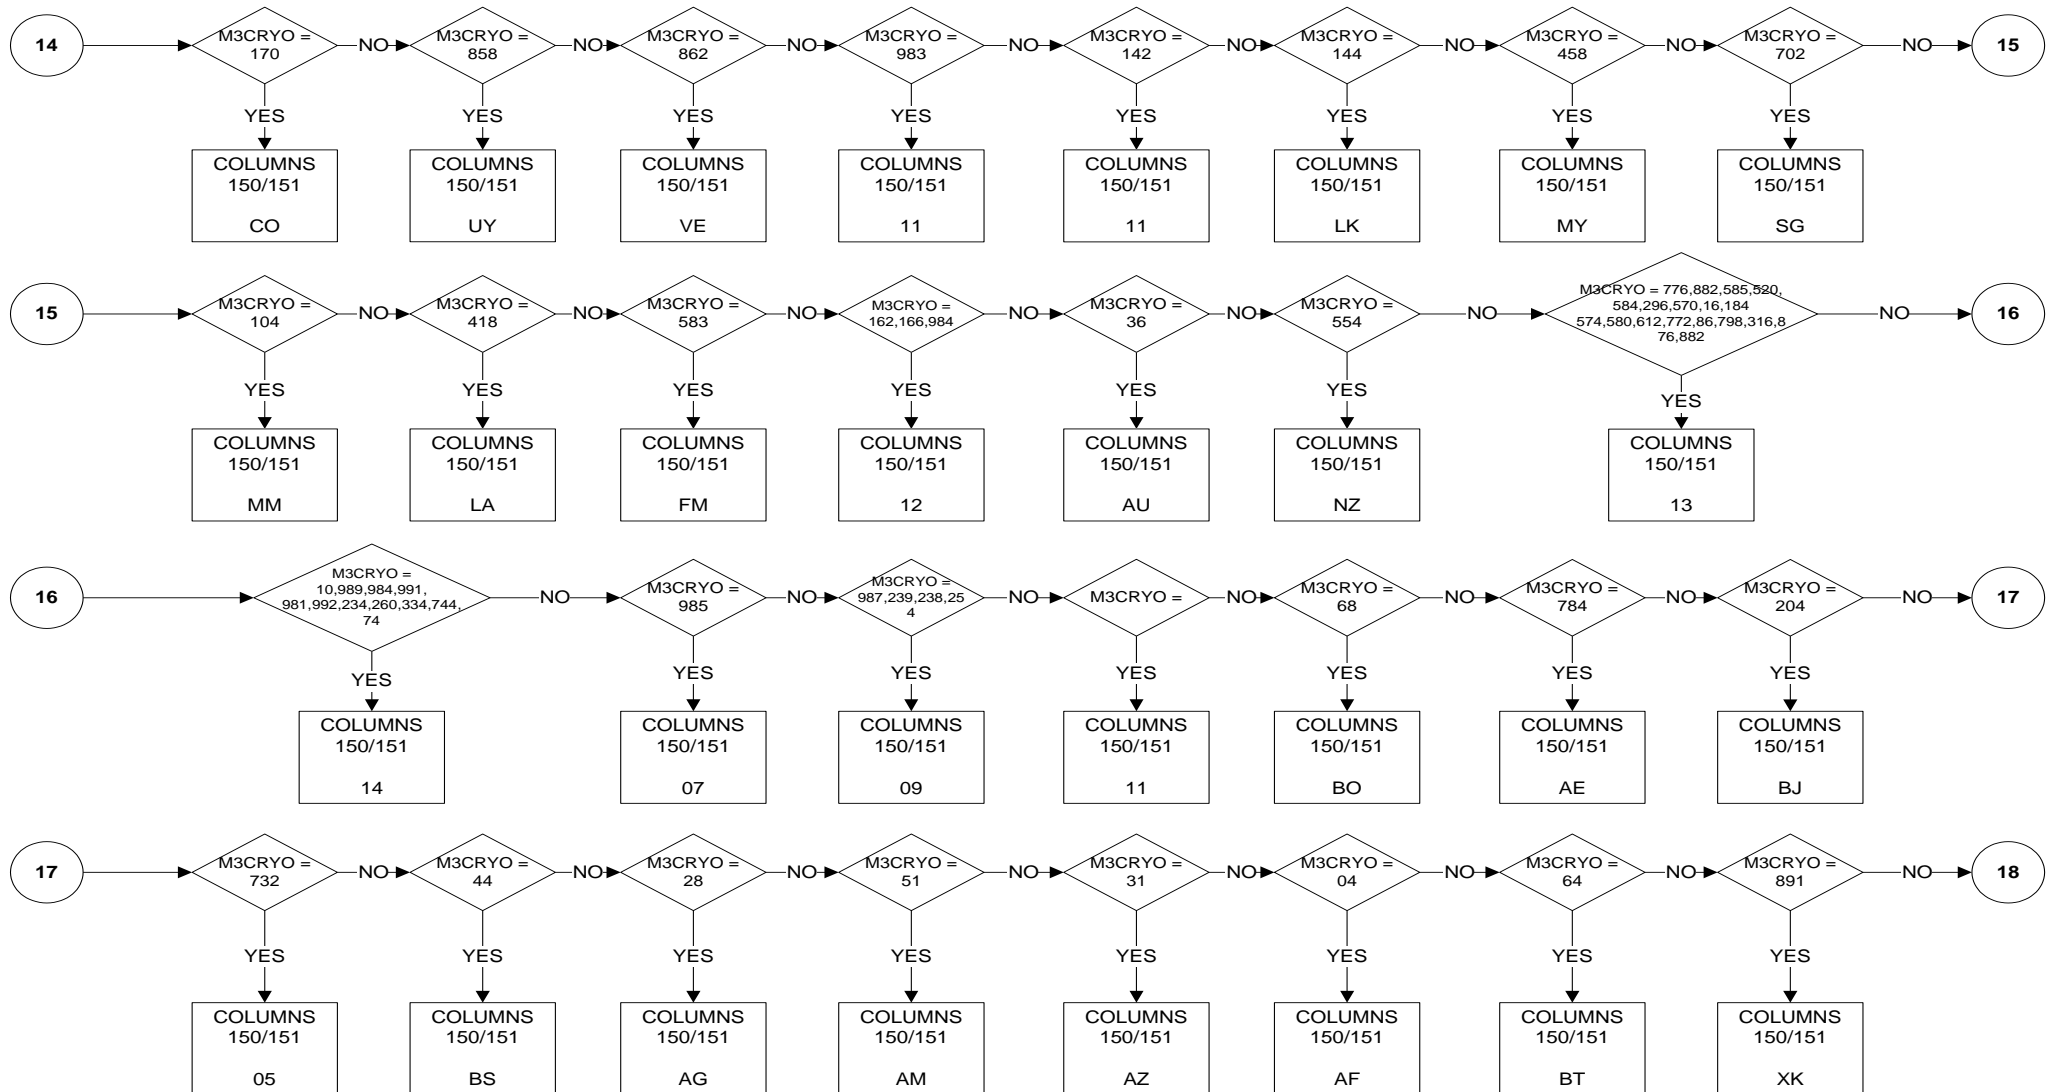 14
M3CRYO =
170
NO
M3CRYO =
858
NO
M3CRYO =
862
NO
M3CRYO =
983
NO
M3CRYO =
142
NO
M3CRYO =
144
NO
M3CRYO =
458
NO
M3CRYO =
702
NO
15
YES
YES
YES
YES
YES
YES
YES
YES
COLUMNS
150/151
CO
COLUMNS
150/151
UY
COLUMNS
150/151
VE
COLUMNS
150/151
11
COLUMNS
150/151
11
COLUMNS
150/151
LK
COLUMNS
150/151
MY
COLUMNS
150/151
SG
15
M3CRYO =
104
NO
M3CRYO =
418
NO
M3CRYO =
583
NO
M3CRYO =
162,166,984
NO
M3CRYO =
36
NO
M3CRYO =
554
NO
M3CRYO = 776,882,585,520,
584,296,570,16,184
574,580,612,772,86,798,316,8
76,882
NO
16
YES
YES
YES
YES
YES
YES
YES
COLUMNS
150/151
MM
COLUMNS
150/151
LA
COLUMNS
150/151
FM
COLUMNS
150/151
12
COLUMNS
150/151
AU
COLUMNS
150/151
NZ
COLUMNS
150/151
13
16
M3CRYO =
10,989,984,991,
981,992,234,260,334,744,
74
NO
M3CRYO =
985
NO
M3CRYO =
987,239,238,25
4
NO
M3CRYO =
NO
M3CRYO =
68
NO
M3CRYO =
784
NO
M3CRYO =
204
NO
17
YES
YES
YES
YES
YES
YES
YES
COLUMNS
150/151
14
COLUMNS
150/151
07
COLUMNS
150/151
09
COLUMNS
150/151
11
COLUMNS
150/151
BO
COLUMNS
150/151
AE
COLUMNS
150/151
BJ
17
M3CRYO =
732
NO
M3CRYO =
44
NO
M3CRYO =
28
NO
M3CRYO =
51
NO
M3CRYO =
31
NO
M3CRYO =
04
NO
M3CRYO =
64
NO
M3CRYO =
891
NO
18
YES
YES
YES
YES
YES
YES
YES
YES
COLUMNS
150/151
05
COLUMNS
150/151
BS
COLUMNS
150/151
AG
COLUMNS
150/151
AM
COLUMNS
150/151
AZ
COLUMNS
150/151
AF
COLUMNS
150/151
BT
COLUMNS
150/151
XK